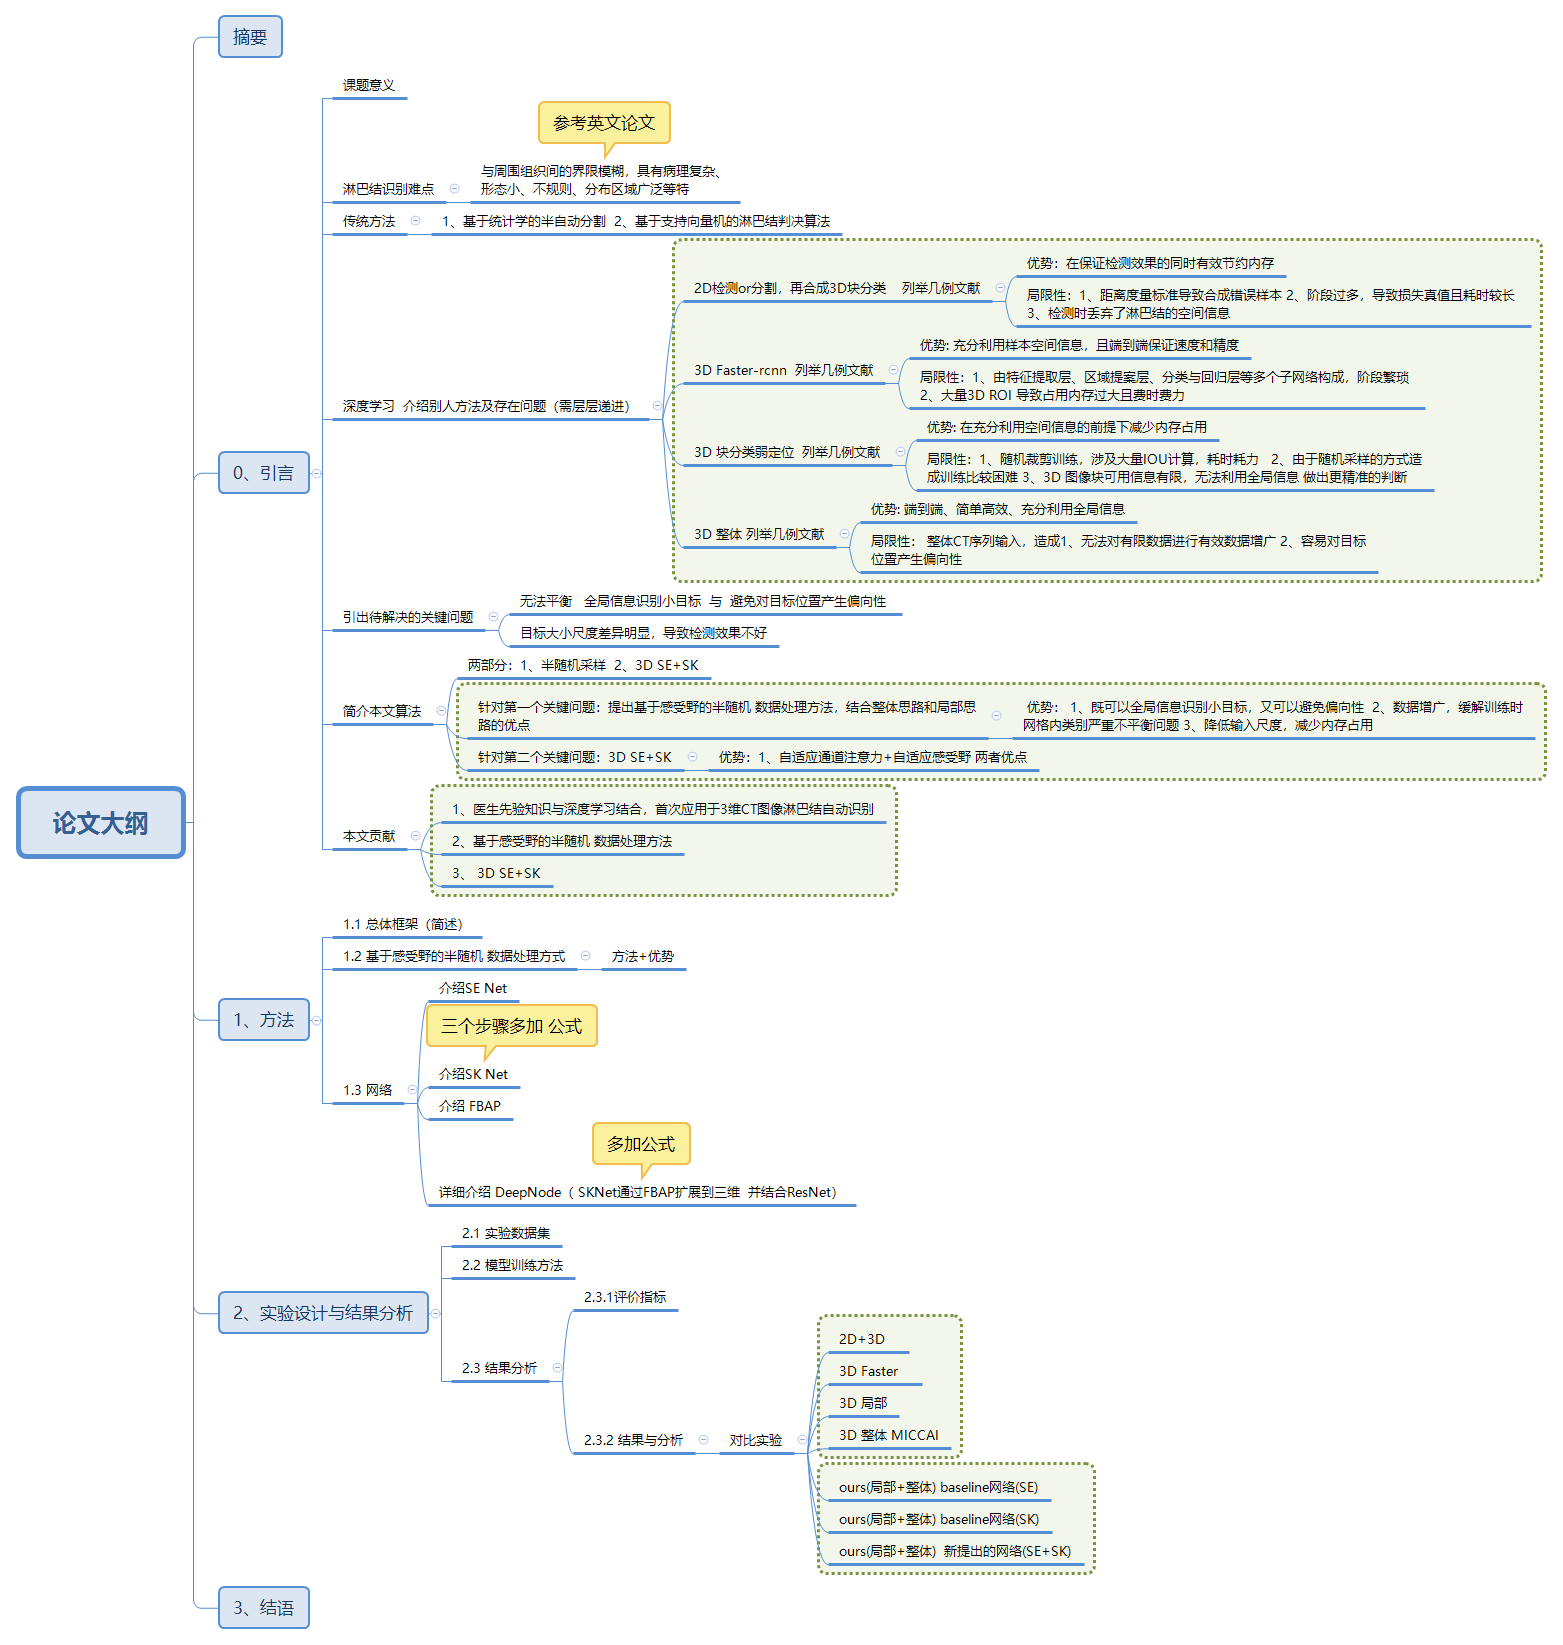 论文大纲
摘要
0、引言
课题意义
参考英文论文
淋巴结识别难点
与周围组织间的界限模糊，具有病理复杂、
形态小、不规则、分布区域广泛等特
传统方法
1、基于统计学的半自动分割  2、基于支持向量机的淋巴结判决算法
深度学习  介绍别人方法及存在问题（需层层递进）
2D检测or分割，再合成3D块分类    列举几例文献
优势：在保证检测效果的同时有效节约内存
局限性：1、距离度量标准导致合成错误样本 2、阶段过多，导致损失真值且耗时较长
3、检测时丢弃了淋巴结的空间信息
3D Faster-rcnn  列举几例文献
优势: 充分利用样本空间信息，且端到端保证速度和精度
局限性：1、由特征提取层、区域提案层、分类与回归层等多个子网络构成，阶段繁琐
2、大量3D ROI 导致占用内存过大且费时费力
3D 块分类弱定位  列举几例文献
优势: 在充分利用空间信息的前提下减少内存占用
局限性：1、随机裁剪训练，涉及大量IOU计算，耗时耗力   2、由于随机采样的方式造
成训练比较困难 3、3D 图像块可用信息有限，无法利用全局信息 做出更精准的判断
3D 整体 列举几例文献
优势: 端到端、简单高效、充分利用全局信息
局限性： 整体CT序列输入，造成1、无法对有限数据进行有效数据增广 2、容易对目标
位置产生偏向性
引出待解决的关键问题
无法平衡   全局信息识别小目标  与  避免对目标位置产生偏向性
目标大小尺度差异明显，导致检测效果不好
简介本文算法
两部分：1、半随机采样  2、3D SE+SK
针对第一个关键问题：提出基于感受野的半随机 数据处理方法，结合整体思路和局部思
路的优点
优势： 1、既可以全局信息识别小目标，又可以避免偏向性  2、数据增广，缓解训练时
网格内类别严重不平衡问题 3、降低输入尺度，减少内存占用
针对第二个关键问题：3D SE+SK
优势：1、自适应通道注意力+自适应感受野 两者优点
本文贡献
1、医生先验知识与深度学习结合，首次应用于3维CT图像淋巴结自动识别
2、基于感受野的半随机 数据处理方法
3、 3D SE+SK
1、方法
1.1 总体框架（简述）
1.2 基于感受野的半随机 数据处理方式
方法+优势
1.3 网络
介绍SE Net
三个步骤多加 公式
介绍SK Net
介绍 FBAP
多加公式
详细介绍 DeepNode（ SKNet通过FBAP扩展到三维  并结合ResNet）
2、实验设计与结果分析
2.1 实验数据集
2.2 模型训练方法
2.3 结果分析
2.3.1评价指标
2.3.2 结果与分析
对比实验
2D+3D
3D Faster
3D 局部
3D 整体 MICCAI
ours(局部+整体) baseline网络(SE)
ours(局部+整体) baseline网络(SK)
ours(局部+整体)  新提出的网络(SE+SK)
3、结语